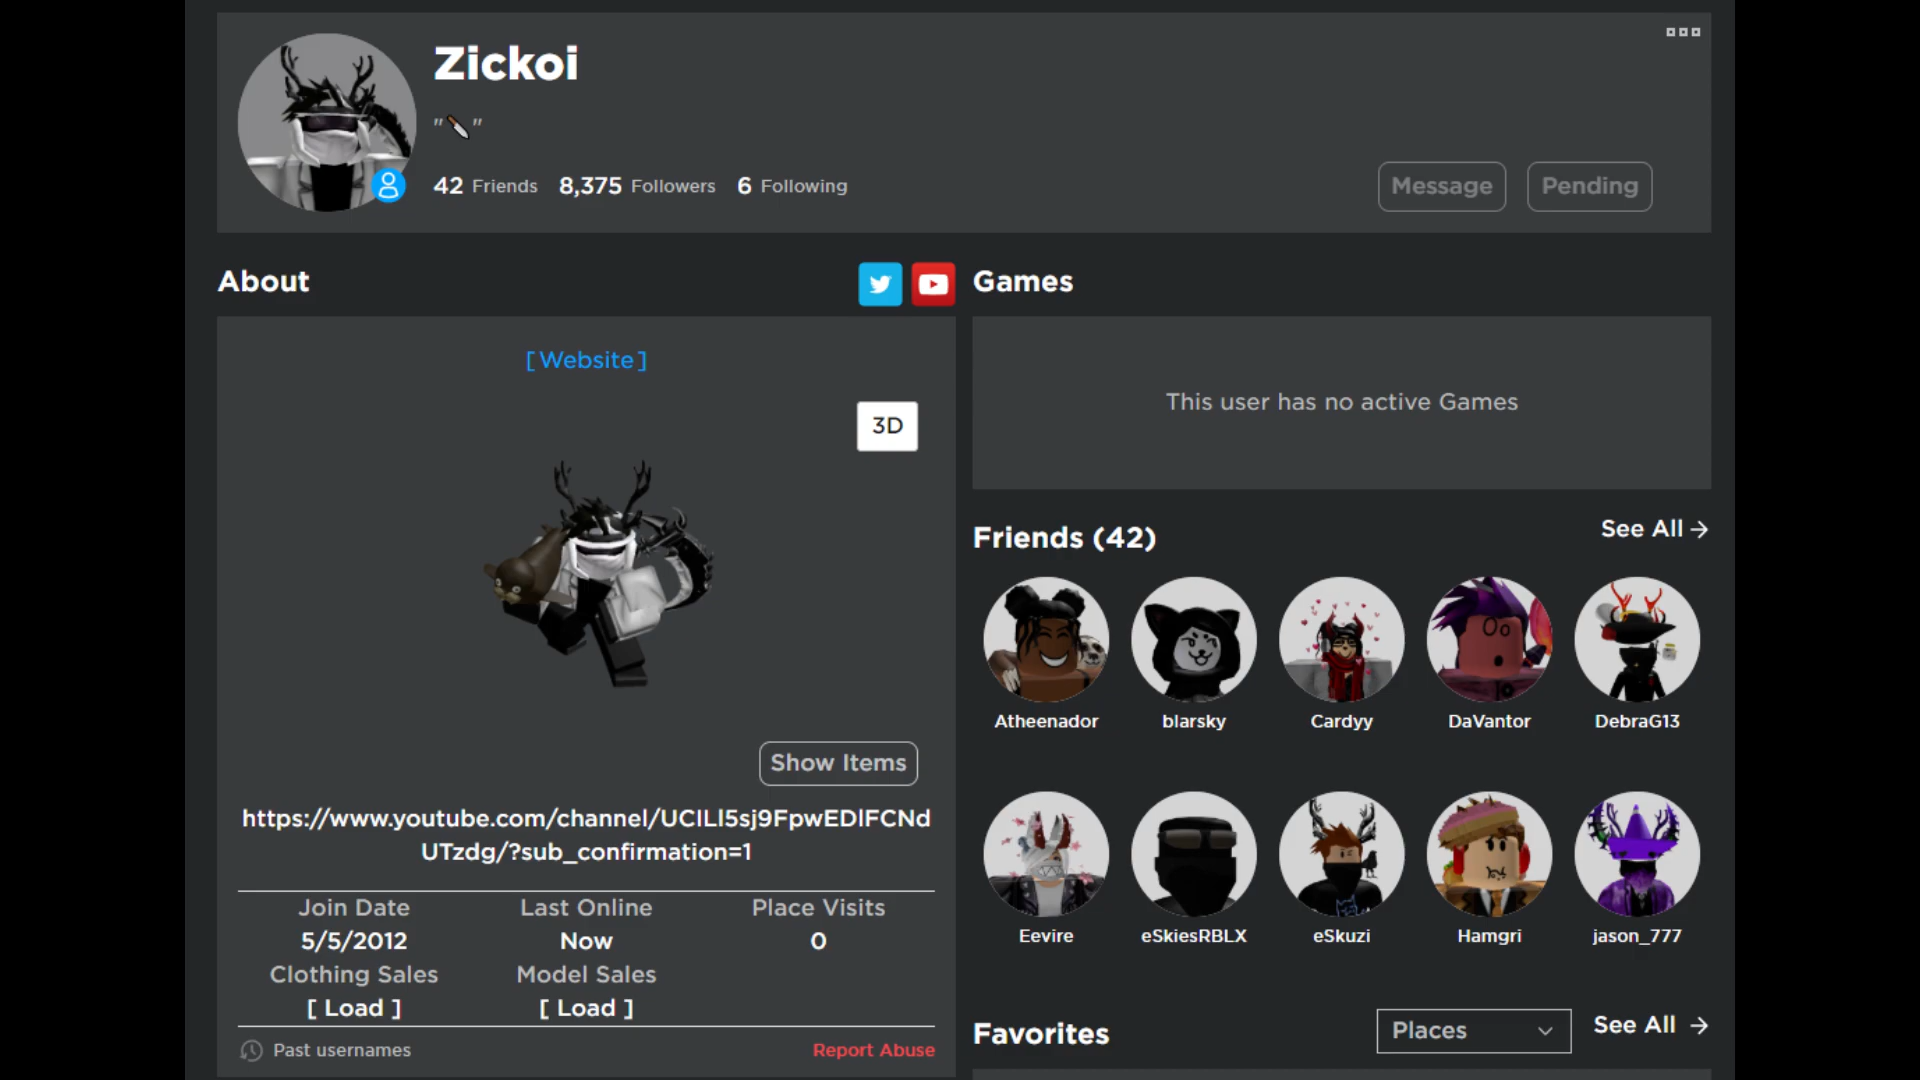 Zickoi
"🔪"
42 Friends 8,375 Followers 6 Following
Message Pending
About
Games
[Website]
This user has no active Games
3D
Friends (42)
See All →
Atheenador blarsky Cardyy DaVantor DebraG13
Show Items
https://www.youtube.com/channel/UCILI5sj9FpwEDlFCNd
UTzdg/?sub_confirmation=1
Eevire eSkiesRBLX eSkuzi Hamgri jason_777
Join Date Last Online Place Visits
5/5/2012 Now 0
Clothing Sales Model Sales
[ Load ] [ Load ]
Past usernames Report Abuse
Favorites
Places
See All →